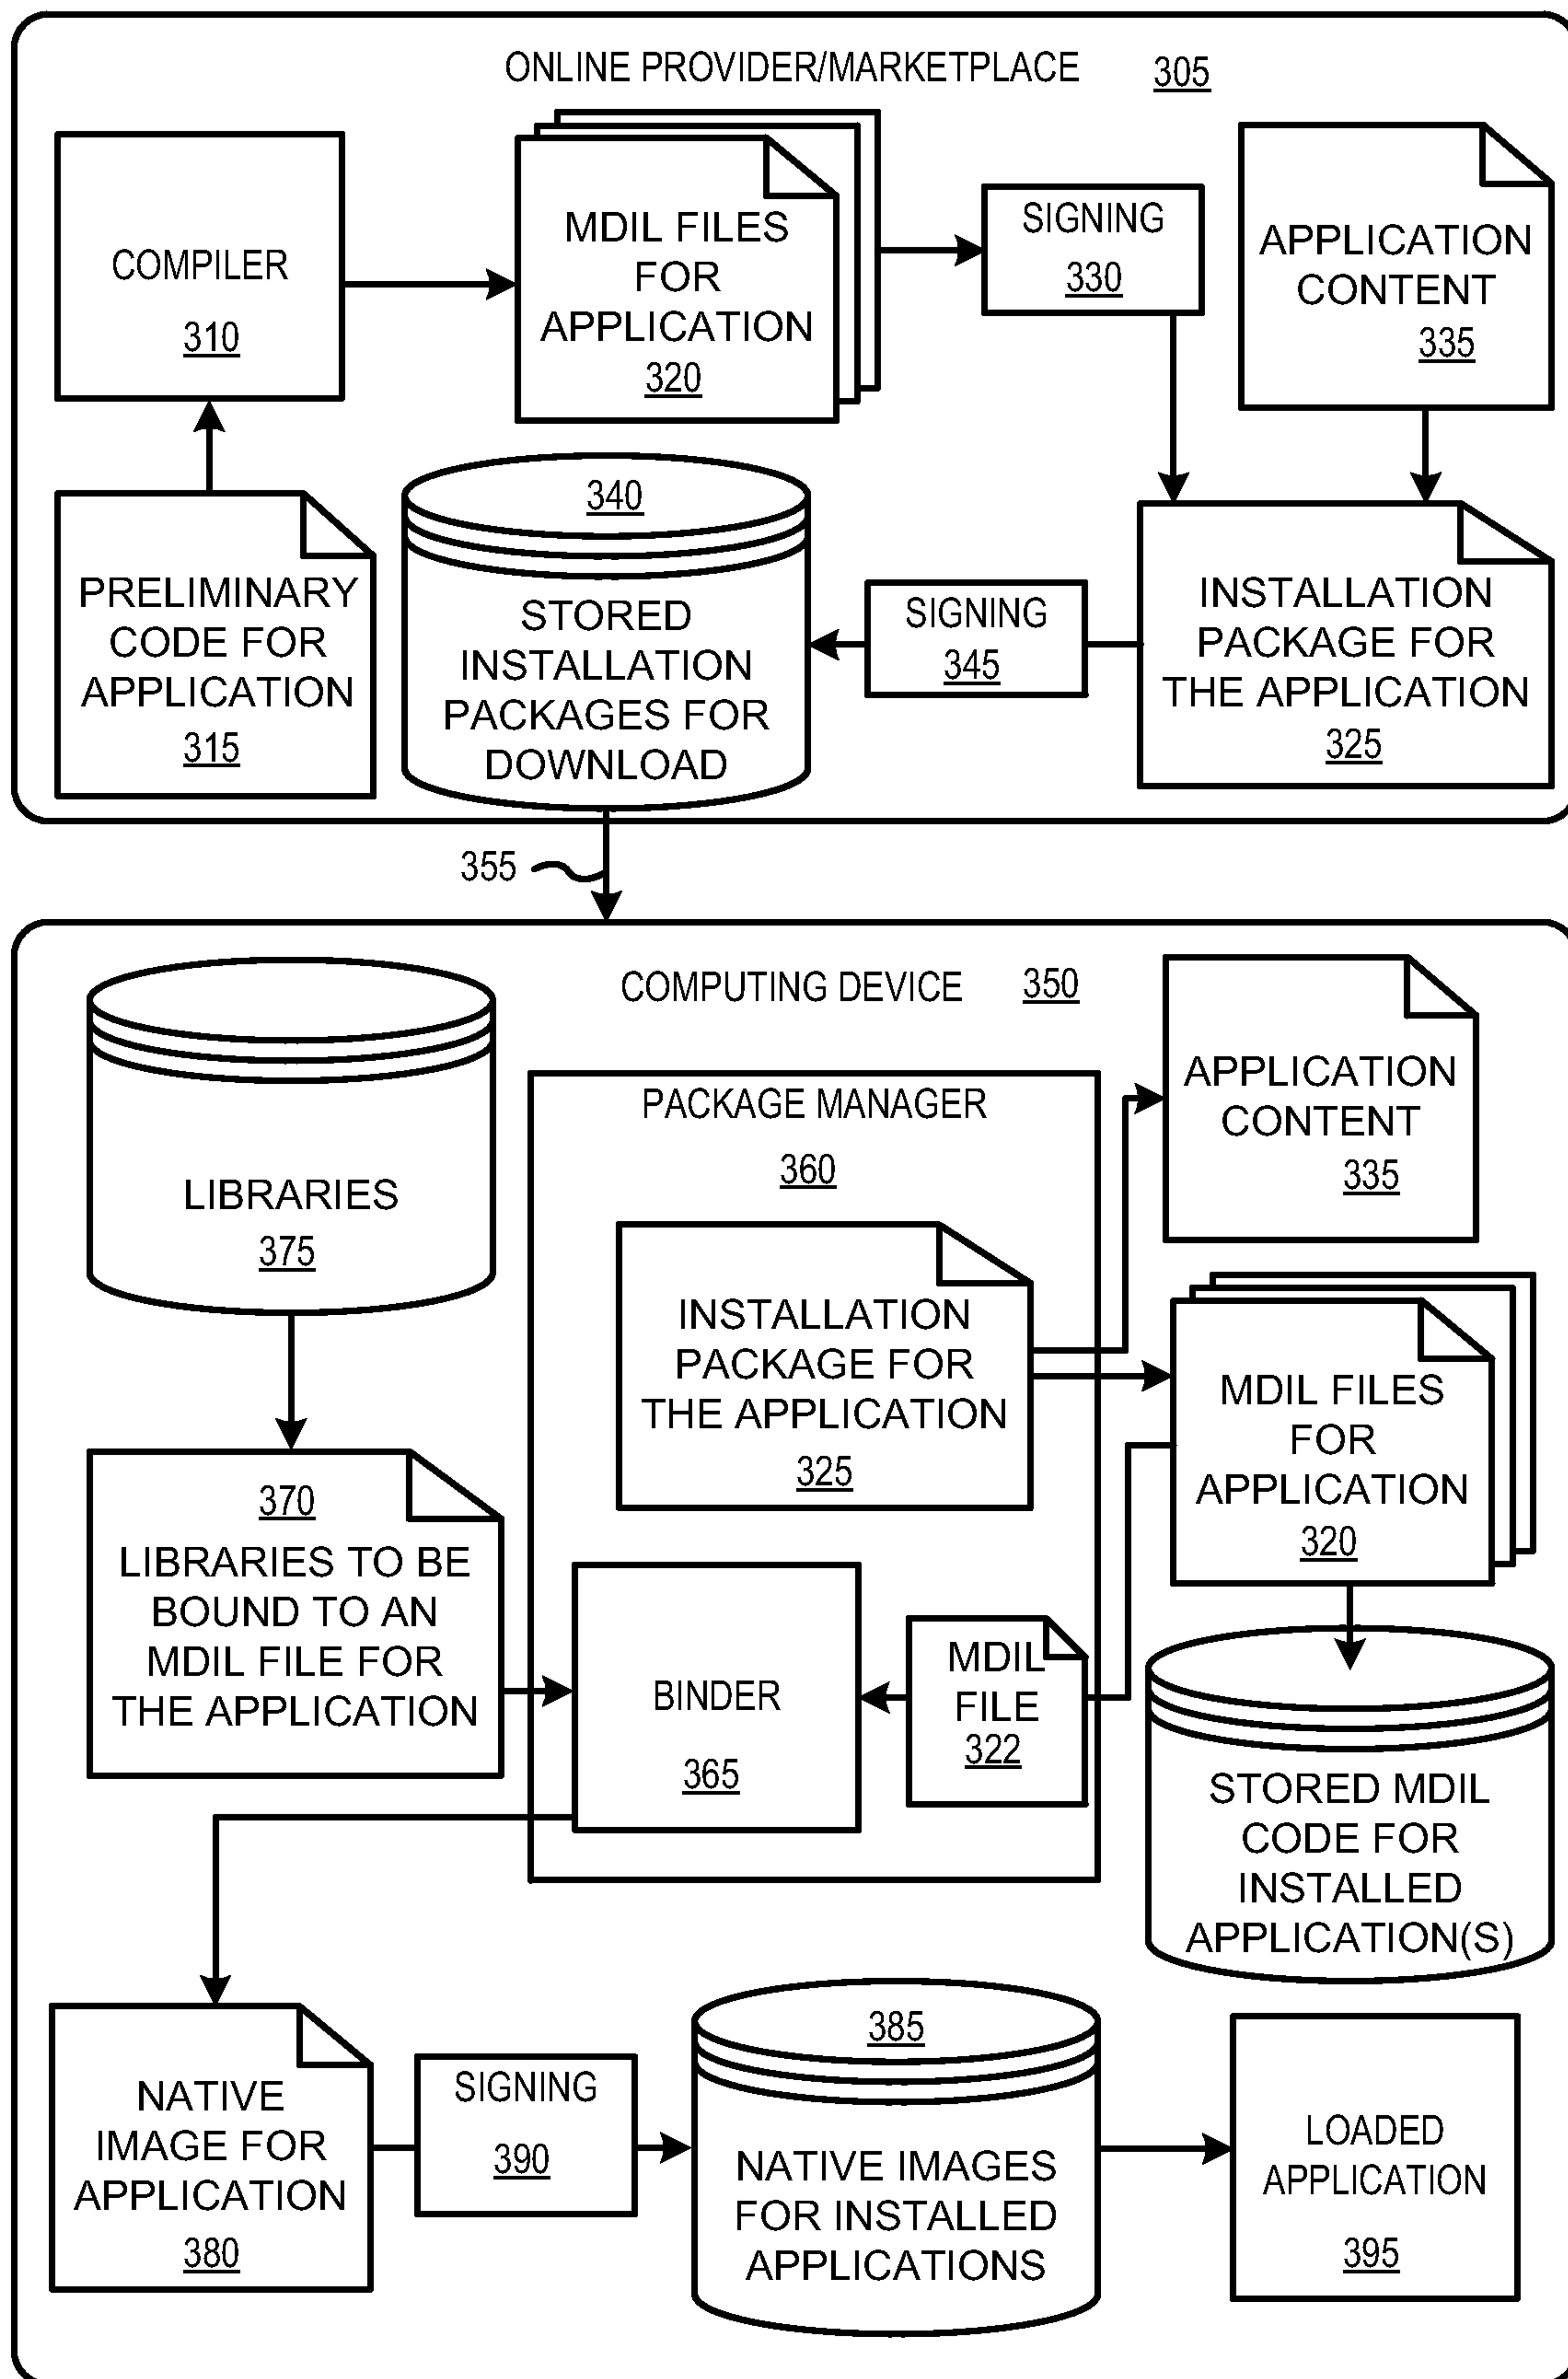 ONLINE PROVIDER/MARKETPLACE 305
COMPILER
310
MDIL FILES
FOR
APPLICATION
320
SIGNING
330
APPLICATION
CONTENT
335
PRELIMINARY
CODE FOR
APPLICATION
315
340
STORED
INSTALLATION
PACKAGES FOR
DOWNLOAD
SIGNING
345
INSTALLATION
PACKAGE FOR
THE APPLICATION
325
355
COMPUTING DEVICE 350
LIBRARIES
375
PACKAGE MANAGER
360
APPLICATION
CONTENT
335
INSTALLATION
PACKAGE FOR
THE APPLICATION
325
MDIL FILES
FOR
APPLICATION
320
370
LIBRARIES TO BE
BOUND TO AN
MDIL FILE FOR
THE APPLICATION
BINDER
365
MDIL
FILE
322
STORED MDIL
CODE FOR
INSTALLED
APPLICATION(S)
NATIVE
IMAGE FOR
APPLICATION
380
SIGNING
390
385
NATIVE IMAGES
FOR INSTALLED
APPLICATIONS
LOADED
APPLICATION
395